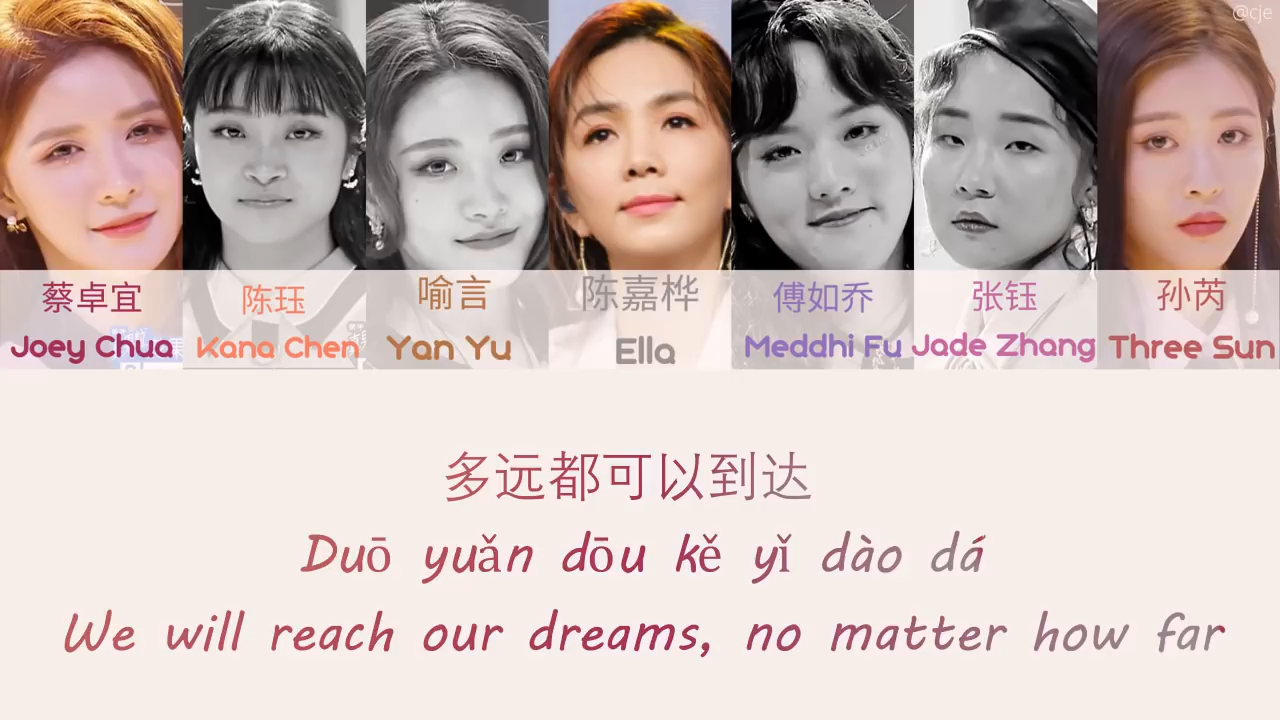 @cje
蔡卓宜 陈珏 喻言 陈嘉桦 傅如乔 张钰 孙芮
Joey Chua Kana Chen Yan Yu Ella Meddhi Fu Jade Zhang Three Sun
多远都可以到达
Duō yuǎn dōu kě yǐ dào dá
We will reach our dreams, no matter how far